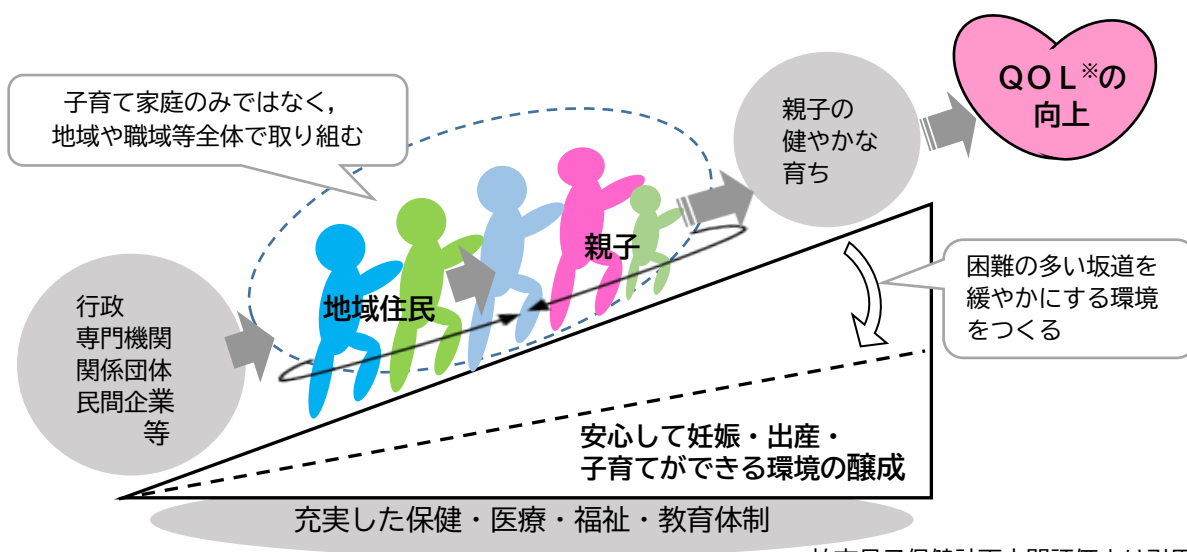 QOL※の
向上
子育て家庭のみではなく，
地域や職域等全体で取り組む
親子の
健やかな
育ち
親子
地域住民
困難の多い坂道を
緩やかにする環境
をつくる
行政
専門機関
関係団体
民間企業
等
安心して妊娠・出産・
子育てができる環境の醸成
充実した保健・医療・福祉・教育体制